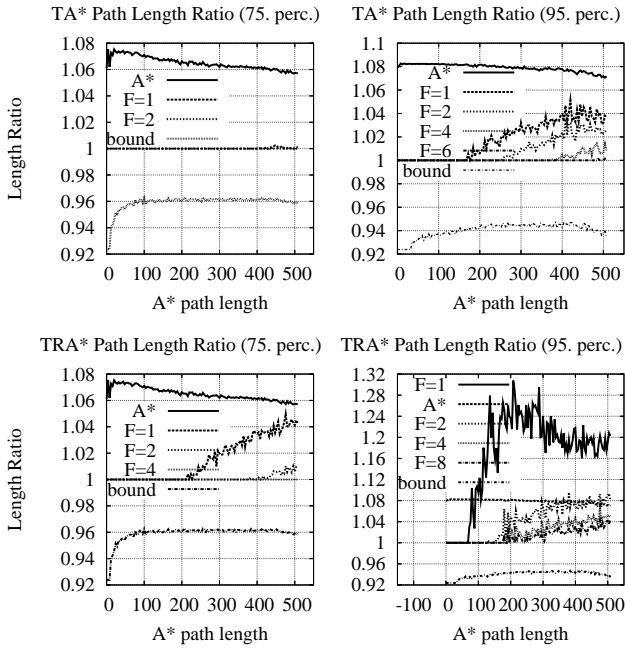 TA* Path Length Ratio (75. perc.)
1.08
1.06
1.04
1.02
1
0.98
0.96
0.94
0.92
A*
F=1
F=2
bound
0 100 200 300 400 500
A* path length
Length Ratio
TA* Path Length Ratio (95. perc.)
1.1
1.08
1.06
1.04
1.02
1
0.98
0.96
0.94
0.92
A*
F=1
F=2
F=4
F=6
bound
0 100 200 300 400 500
A* path length
TRA* Path Length Ratio (75. perc.)
1.08
1.06
1.04
1.02
1
0.98
0.96
0.94
0.92
A*
F=1
F=2
F=4
bound
0 100 200 300 400 500
A* path length
Length Ratio
TRA* Path Length Ratio (95. perc.)
1.32
1.28
1.24
1.2
1.16
1.12
1.08
1.04
1
0.96
0.92
F=1
A*
F=2
F=4
F=8
bound
-100 0 100 200 300 400 500
A* path length